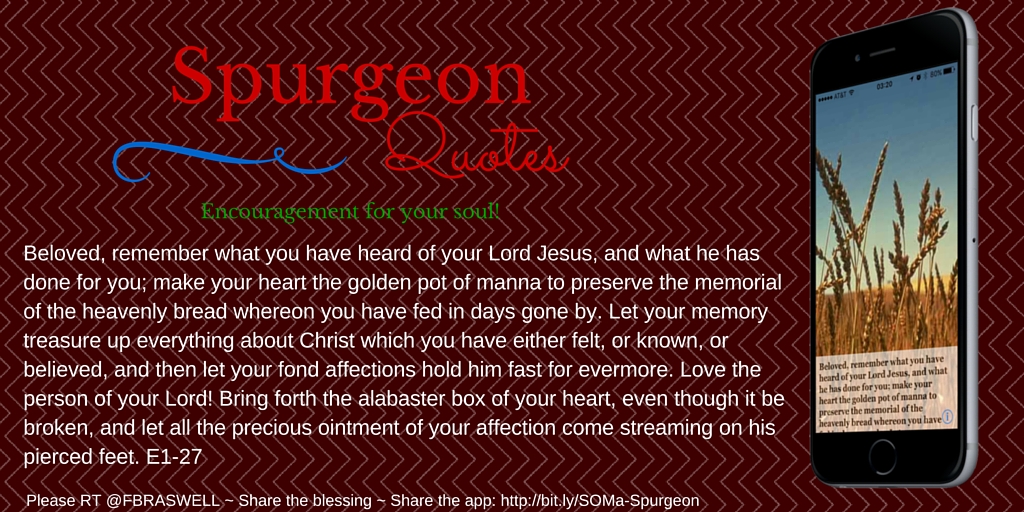 Spurgeon
Quotes
Encouragement for your soul!
Beloved, remember what you have heard of your Lord Jesus, and what he has
done for you; make your heart the golden pot of manna to preserve the memorial
of the heavenly bread whereon you have fed in days gone by. Let your memory
treasure up everything about Christ which you have either felt, or known, or
believed, and then let your fond affections hold him fast for evermore. Love the
person of your Lord! Bring forth the alabaster box of your heart, even though it be
broken, and let all the precious ointment of your affection come streaming on his
pierced feet. E1-27
Please RT @FBRASWELL ~ Share the blessing ~ Share the app: http://bit.ly/SOMa-Spurgeon
AT&T 03:20 80%
Beloved, remember what you have
heard of your Lord Jesus, and what
he has done for you; make your
heart the golden pot of manna to
preserve the memorial of the
heavenly bread whereon you have